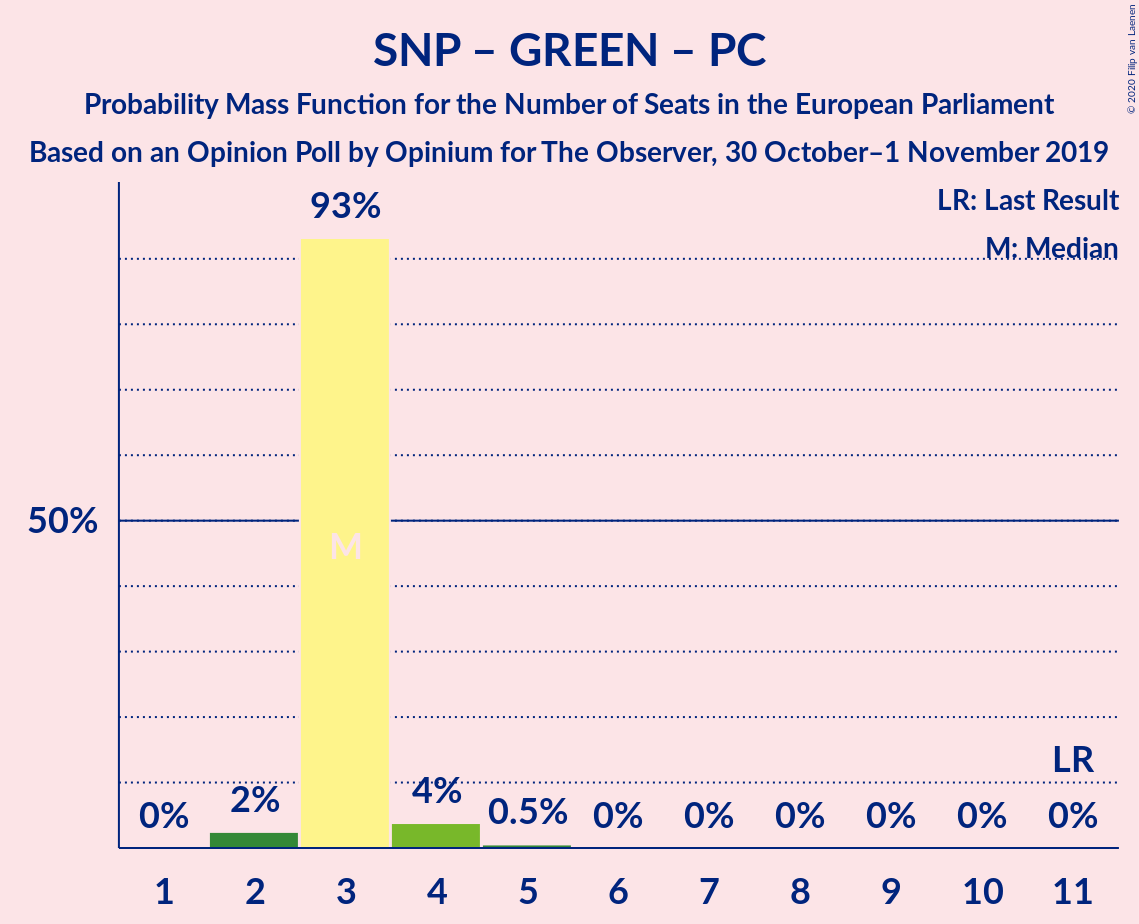 SNP – GREEN – PC
Probability Mass Function for the Number of Seats in the European Parliament
Based on an Opinion Poll by Opinium for The Observer, 30 October–1 November 2019
© 2020 Filip van Laenen
LR: Last Result
M: Median
93%
50%
M
LR
0%
2%
4%
0.5%
0%
0%
0%
0%
0%
0%
1
2
3
4
5
6
7
8
9
10
11